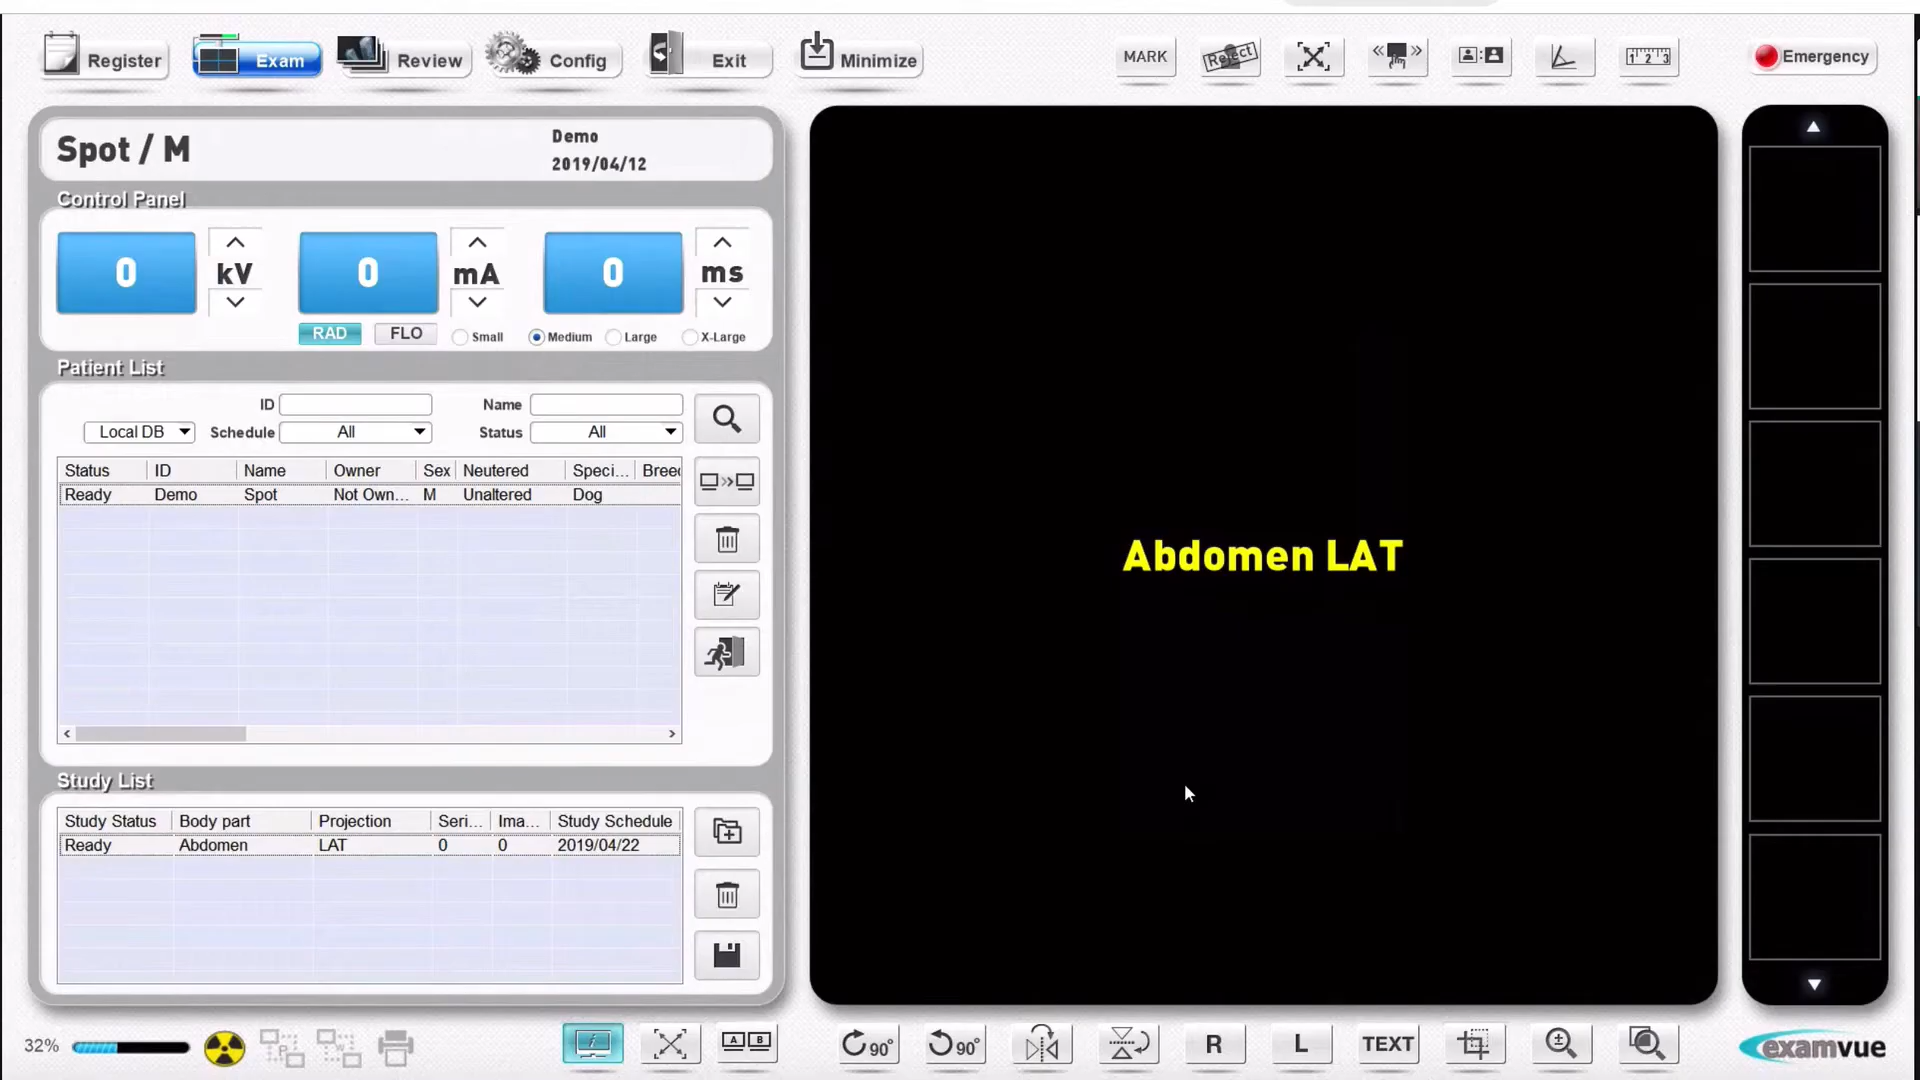 Register Exam Review Config Exit Minimize MARK Reject 1 2 3 Emergency
Spot / M
Demo
2019/04/12
Control Panel
0 kV 0 mA 0 ms
RAD FLO Small Medium Large X-Large
Patient List
ID Name
Local DB Schedule All Status All
Status ID Name Owner Sex Neutered Speci... Breed
Ready Demo Spot Not Own... M Unaltered Dog
Study List
Study Status Body part Projection Seri... Ima... Study Schedule
Ready Abdomen LAT 0 0 2019/04/22
Abdomen LAT
32% P W i A B 90° 90° R L TEXT examvue